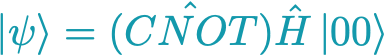 |ψ⟩ = (CN̂OT)Ĥ |00⟩